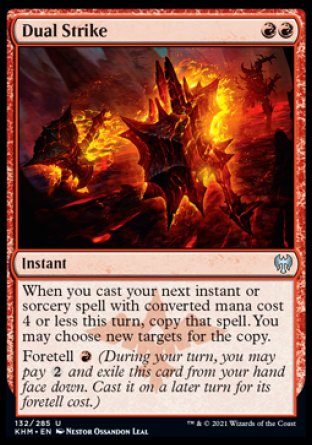 Dual Strike
Instant
When you cast your next instant or
sorcery spell with converted mana cost
4 or less this turn, copy that spell. You
may choose new targets for the copy.
Foretell (During your turn, you may
pay 2 and exile this card from your hand
face down. Cast it on a later turn for its
foretell cost.)
132/285 U
KHM • EN Nestor Ossandon Leal
™ & © 2021 Wizards of the Coast